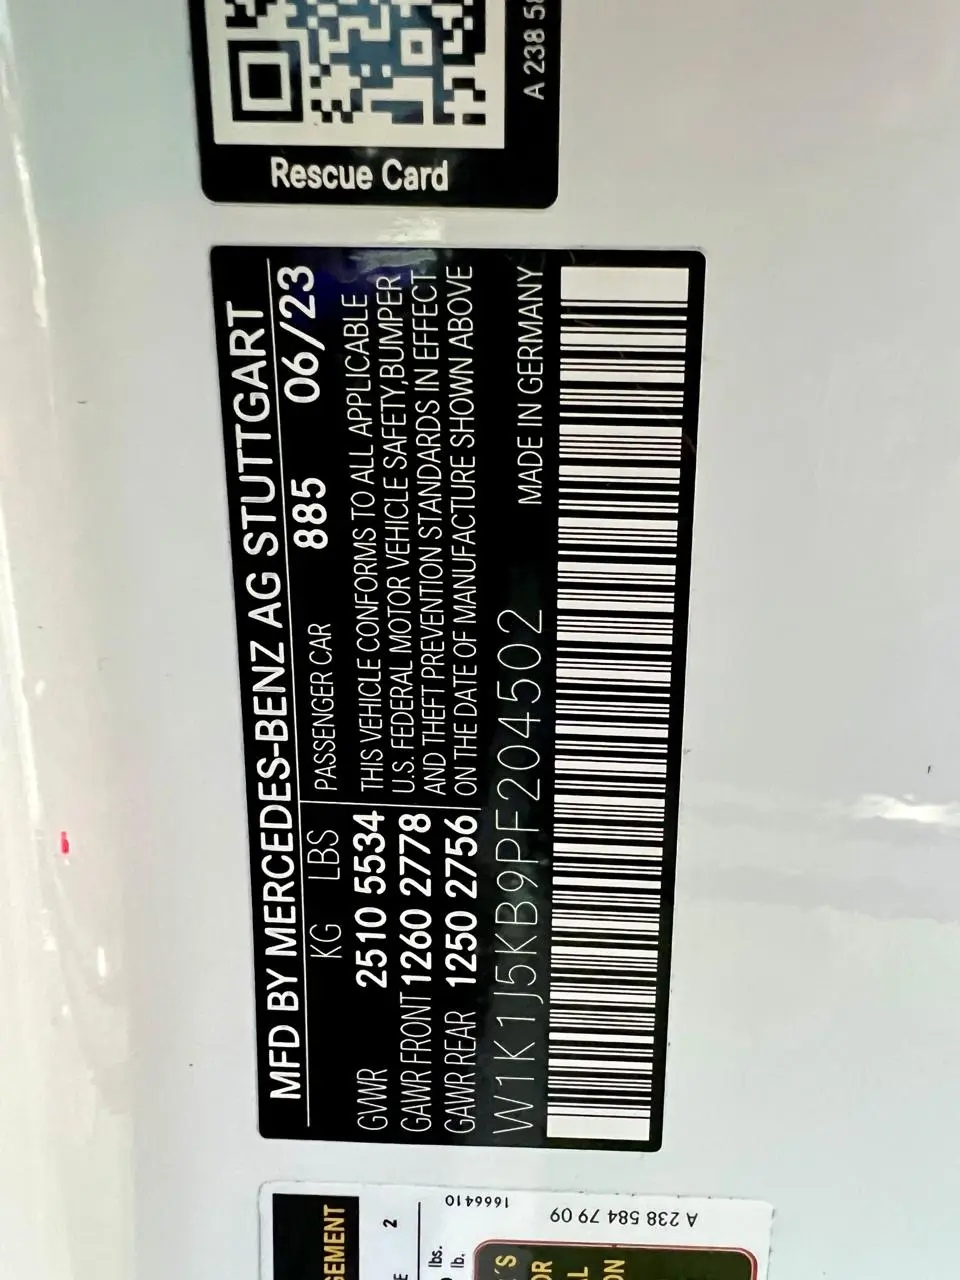 A 238 58
Rescue Card
MFD BY MERCEDES-BENZ AG STUTTGART
KG LBS PASSENGER CAR 885 06/23
GVWR 2510 5534
GAWR FRONT 1260 2778
GAWR REAR 1250 2756
THIS VEHICLE CONFORMS TO ALL APPLICABLE
U.S. FEDERAL MOTOR VEHICLE SAFETY,BUMPER
AND THEFT PREVENTION STANDARDS IN EFFECT
ON THE DATE OF MANUFACTURE SHOWN ABOVE
MADE IN GERMANY
W1K1J5KB9PF204502
1666410
A 238 584 79 09
2
lbs.
lb.